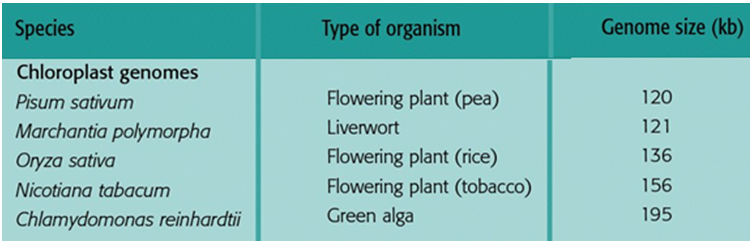 Species Type of organism Genome size (kb)
Chloroplast genomes
Pisum sativum Flowering plant (pea) 120
Marchantia polymorpha Liverwort 121
Oryza sativa Flowering plant (rice) 136
Nicotiana tabacum Flowering plant (tobacco) 156
Chlamydomonas reinhardtii Green alga 195